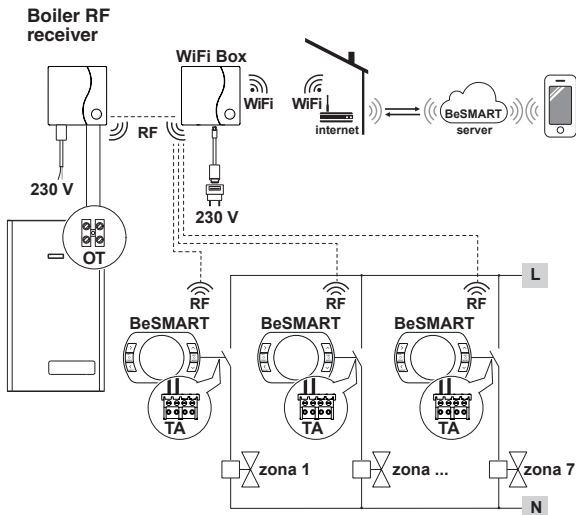 Boiler RF
receiver
WiFi Box
WiFi
WiFi
RF
internet
BeSMART
server
230 V
230 V
OT
L
RF
RF
RF
BeSMART
BeSMART
BeSMART
TA
TA
TA
zona 1
zona ...
zona 7
N